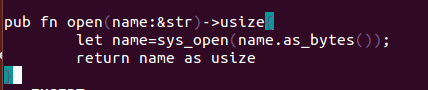 pub fn open(name:&str)->usize{
let name=sys_open(name.as_bytes());
return name as usize
}